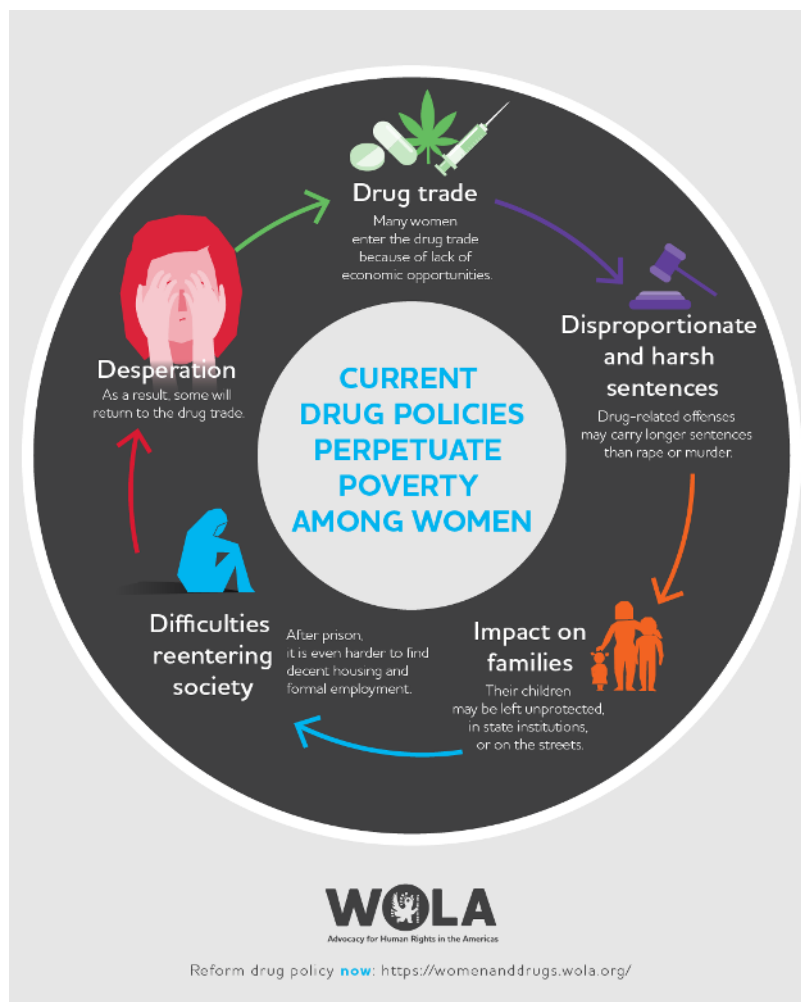 Drug trade
Many women
enter the drug trade
because of lack of
economic opportunities.
Disproportionate
and harsh
sentences
Drug-related offenses
may carry longer sentences
than rape or murder.
Impact on
families
Their children
may be left unprotected,
in state institutions,
or on the streets.
Difficulties
reentering
society
After prison,
it is even harder to find
decent housing and
formal employment.
Desperation
As a result, some will
return to the drug trade.
CURRENT
DRUG POLICIES
PERPETUATE
POVERTY
AMONG WOMEN
WOLA
Advocacy for Human Rights in the Americas
Reform drug policy now: https://womenanddrugs.wola.org/